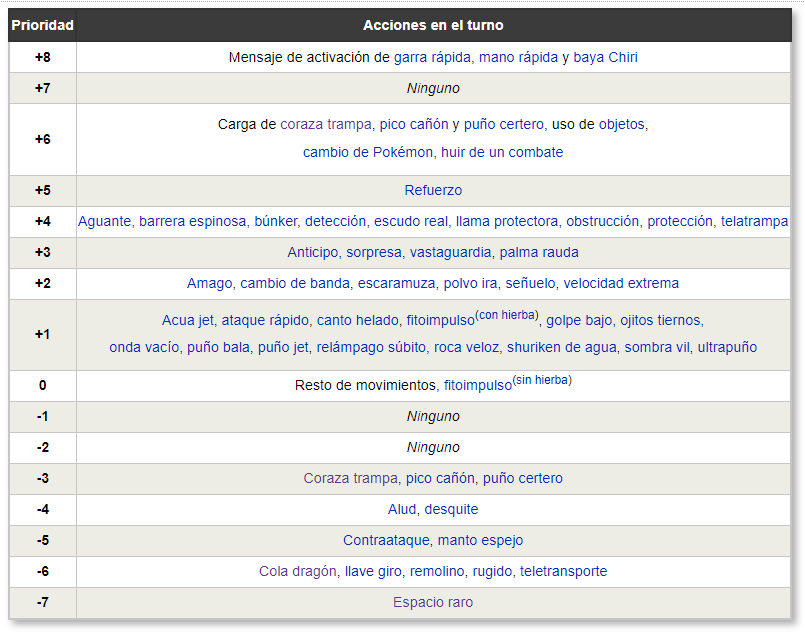 Prioridad Acciones en el turno
+8 Mensaje de activación de garra rápida, mano rápida y baya Chiri
+7 Ninguno
+6 Carga de coraza trampa, pico cañón y puño certero, uso de objetos,
cambio de Pokémon, huir de un combate
+5 Refuerzo
+4 Aguante, barrera espinosa, búnker, detección, escudo real, llama protectora, obstrucción, protección, telatrampa
+3 Anticipo, sorpresa, vastaguardia, palma rauda
+2 Amago, cambio de banda, escaramuza, polvo ira, señuelo, velocidad extrema
+1 Acua jet, ataque rápido, canto helado, fitoimpulso(con hierba), golpe bajo, ojitos tiernos,
onda vacío, puño bala, puño jet, relámpago súbito, roca veloz, shuriken de agua, sombra vil, ultrapuño
0 Resto de movimientos, fitoimpulso(sin hierba)
-1 Ninguno
-2 Ninguno
-3 Coraza trampa, pico cañón, puño certero
-4 Alud, desquite
-5 Contraataque, manto espejo
-6 Cola dragón, llave giro, remolino, rugido, teletransporte
-7 Espacio raro